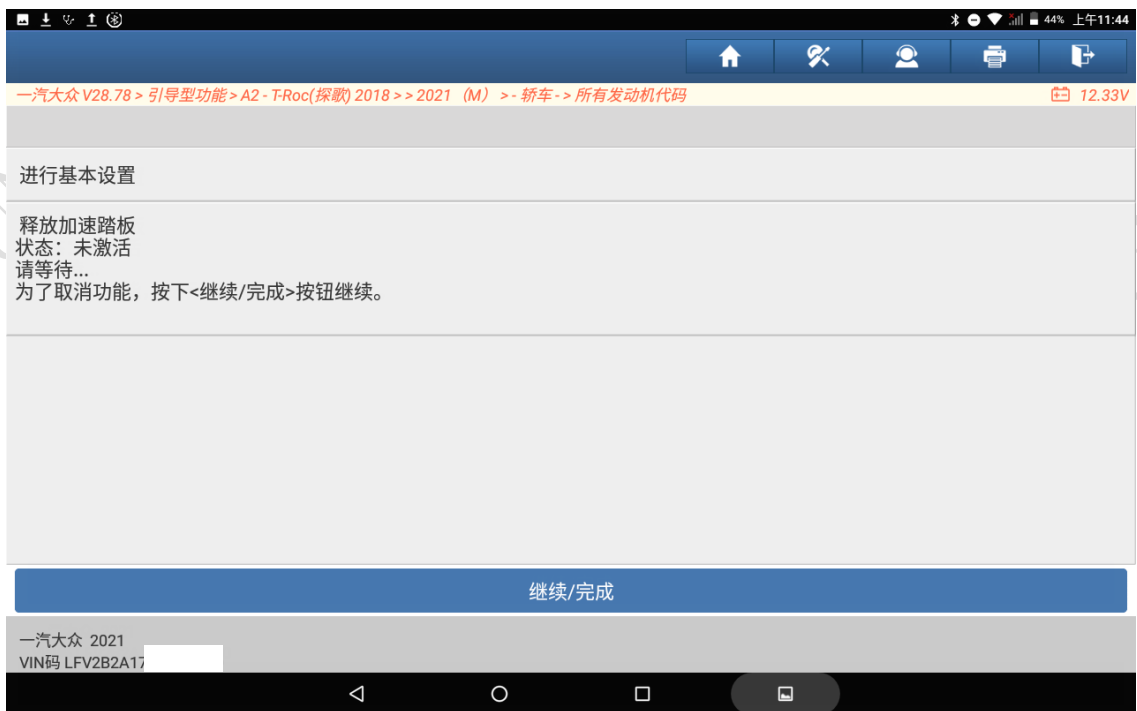 44% 上午11:44
一汽大众 V28.78 > 引导型功能 > A2 - T-Roc(探歌) 2018 > > 2021（M） > - 轿车 - > 所有发动机代码 12.33V
进行基本设置
释放加速踏板
状态：未激活
请等待...
为了取消功能，按下<继续/完成>按钮继续。
继续/完成
一汽大众 2021
VIN码 LFV2B2A17